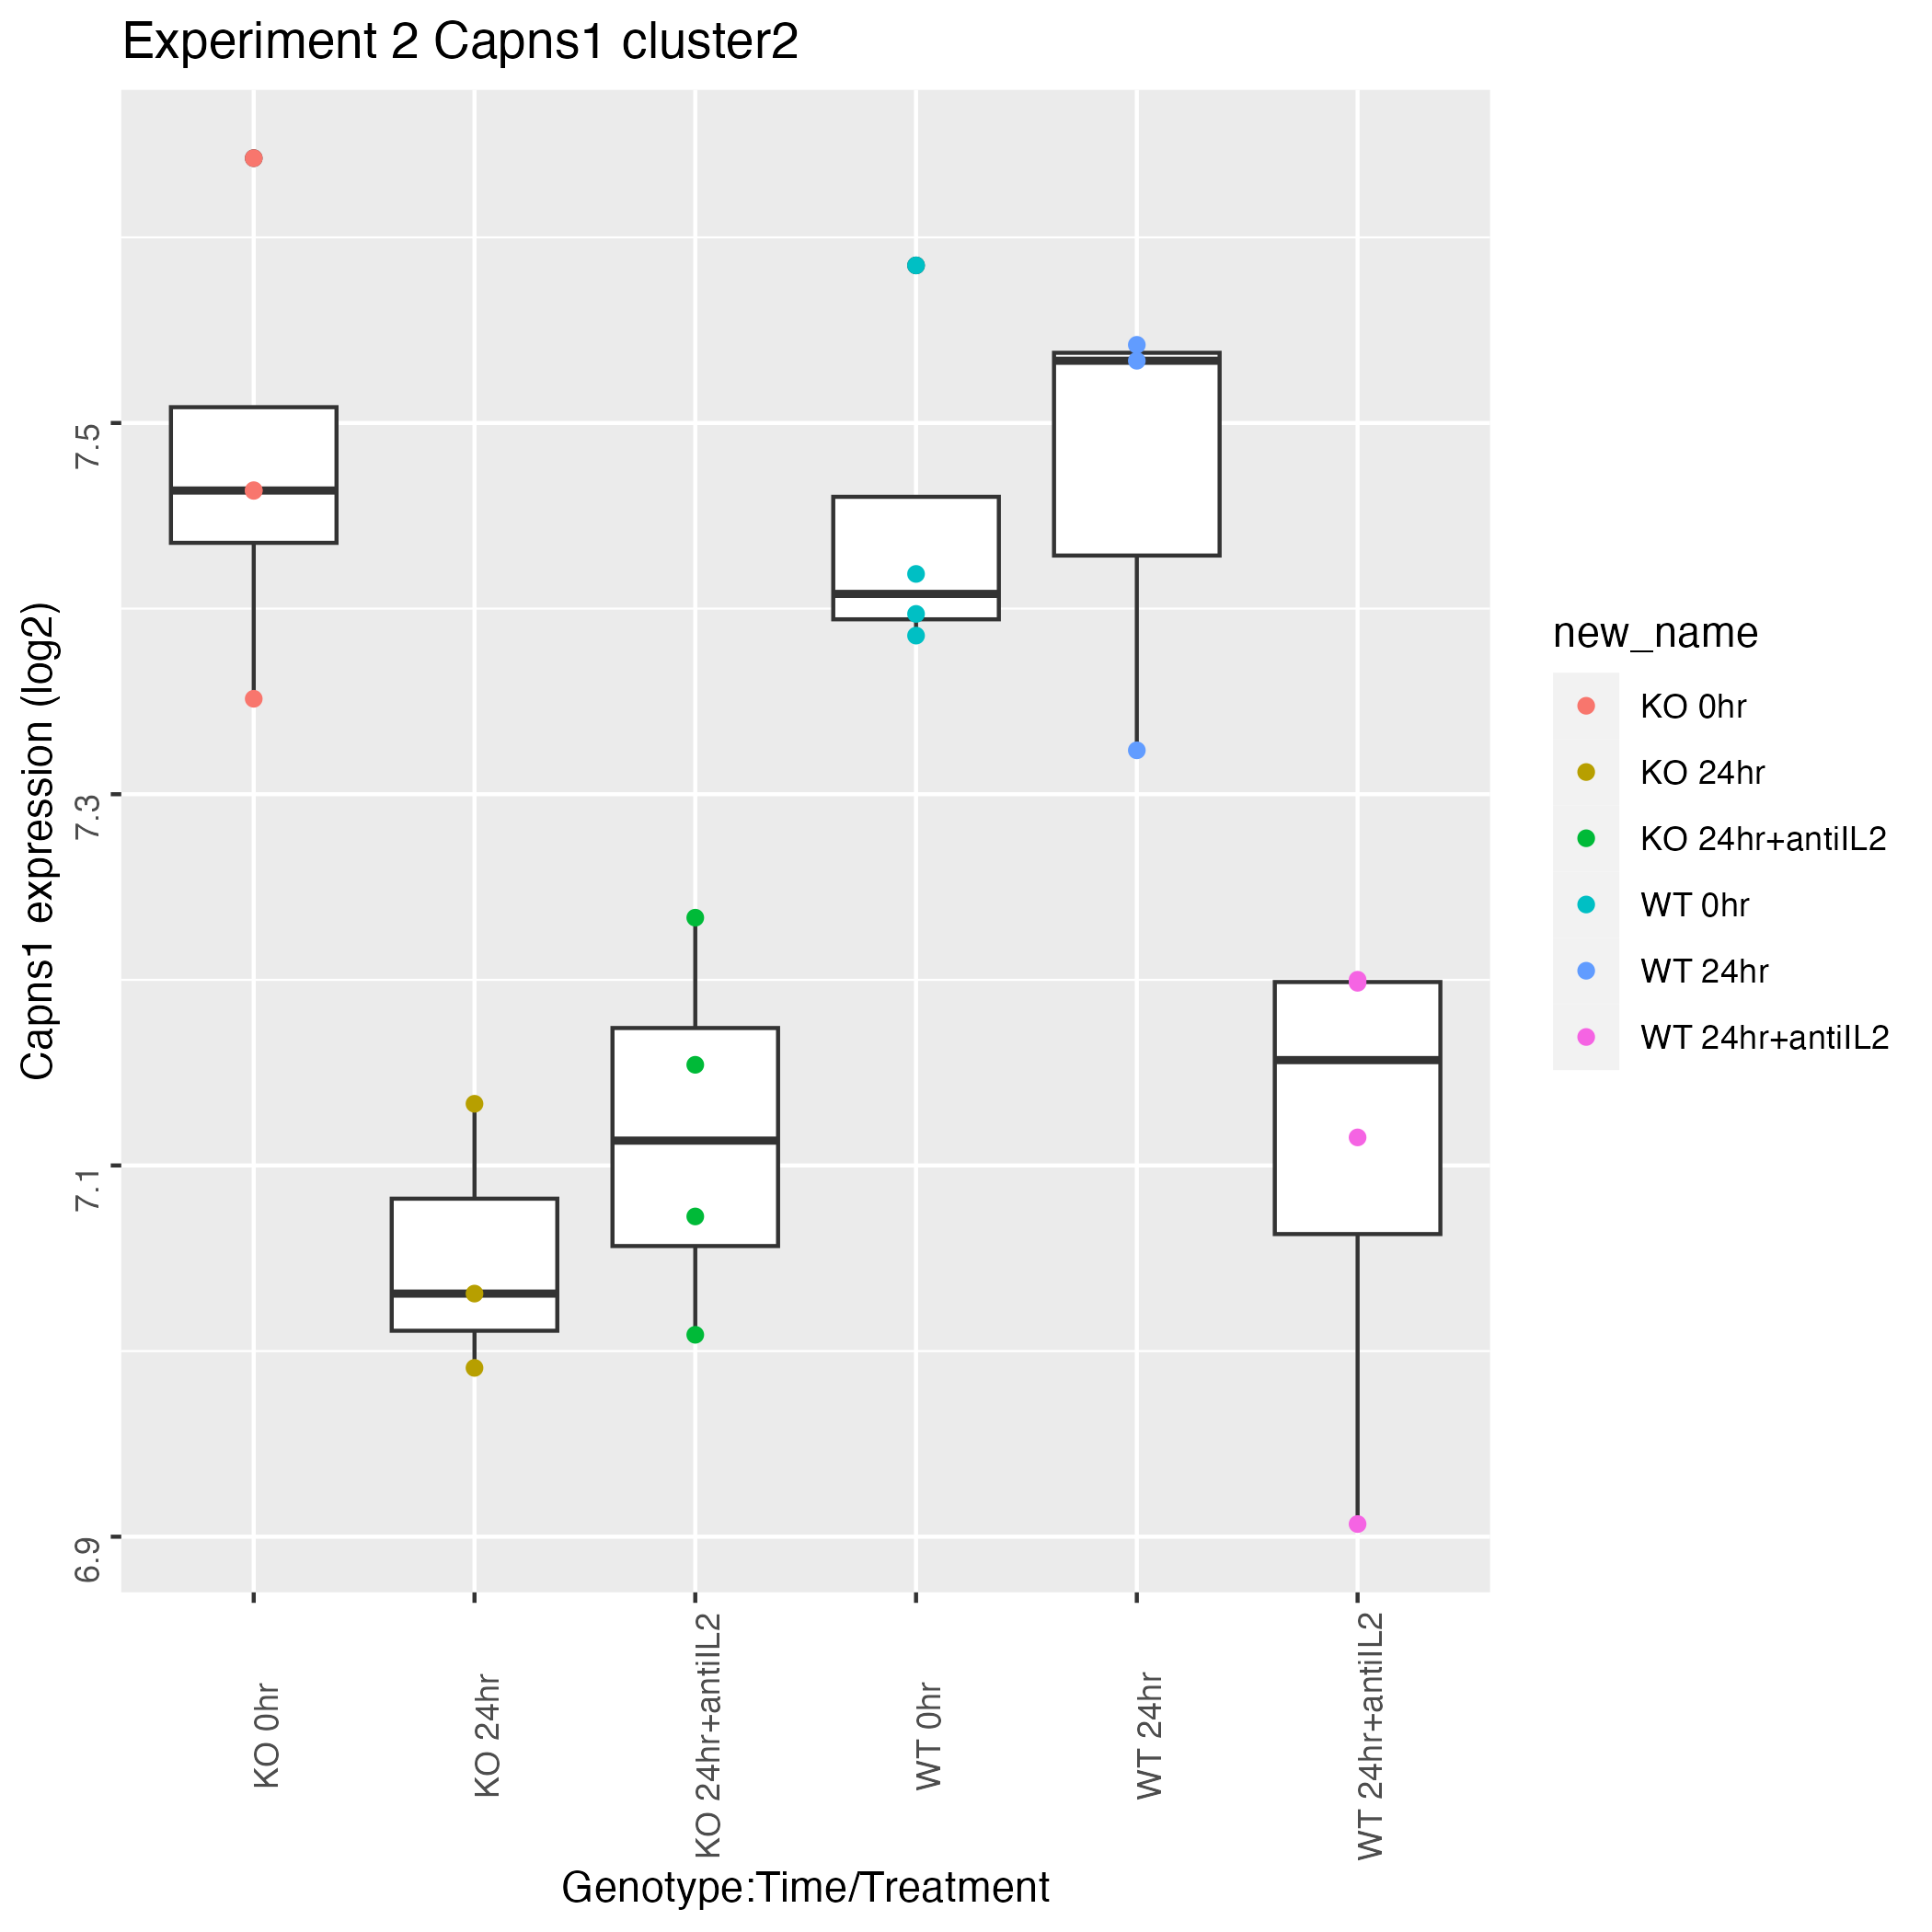 Experiment 2 Capns1 cluster2
Capns1 expression (log2)
7.5
7.3
7.1
6.9
KO 0hr
KO 24hr
KO 24hr+antiIL2
WT 0hr
WT 24hr
WT 24hr+antiIL2
Genotype:Time/Treatment
new_name
KO 0hr
KO 24hr
KO 24hr+antiIL2
WT 0hr
WT 24hr
WT 24hr+antiIL2